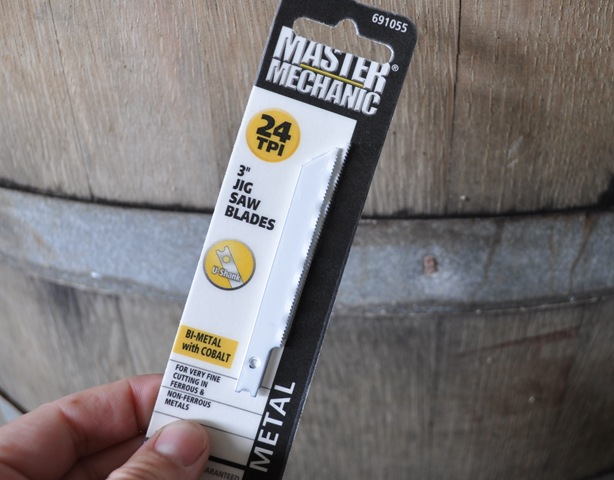 691055
MASTER
MECHANIC®
24
TPI
3"
JIG
SAW
BLADES
U-Shank
BI-METAL
with COBALT
FOR VERY FINE
CUTTING IN
FERROUS &
NON-FERROUS
METALS
METAL